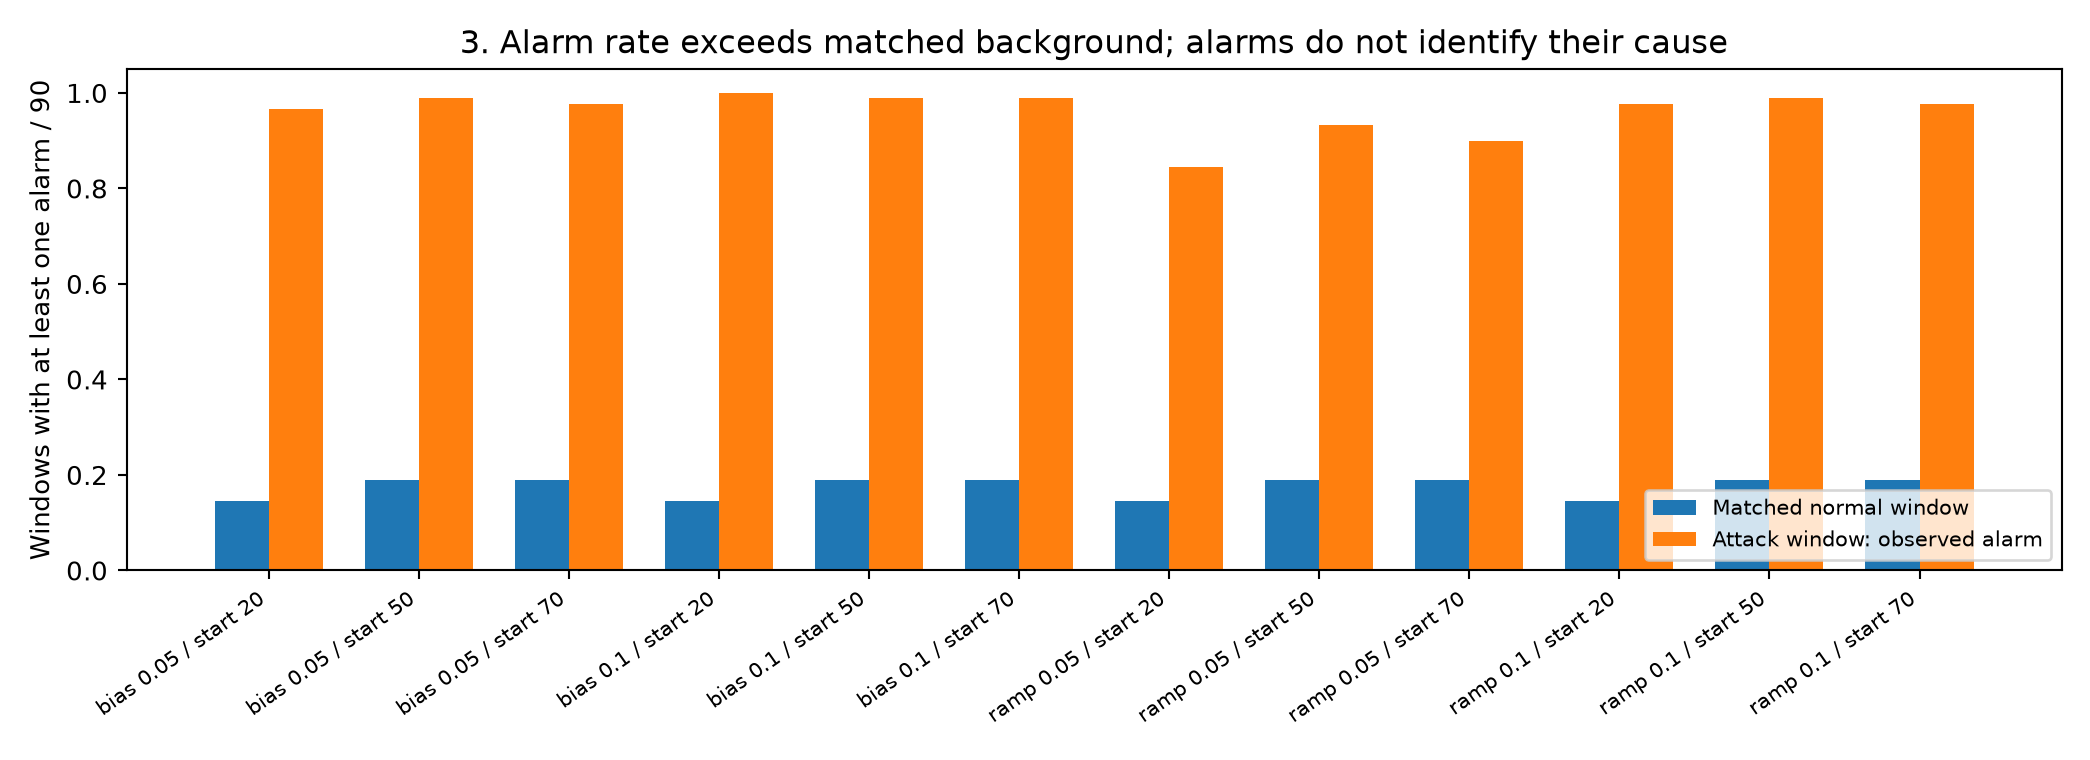 3. Alarm rate exceeds matched background; alarms do not identify their cause
Windows with at least one alarm / 90
1.0
0.8
0.6
0.4
0.2
0.0
Matched normal window
Attack window: observed alarm
bias 0.05 / start 20
bias 0.05 / start 50
bias 0.05 / start 70
bias 0.1 / start 20
bias 0.1 / start 50
bias 0.1 / start 70
ramp 0.05 / start 20
ramp 0.05 / start 50
ramp 0.05 / start 70
ramp 0.1 / start 20
ramp 0.1 / start 50
ramp 0.1 / start 70